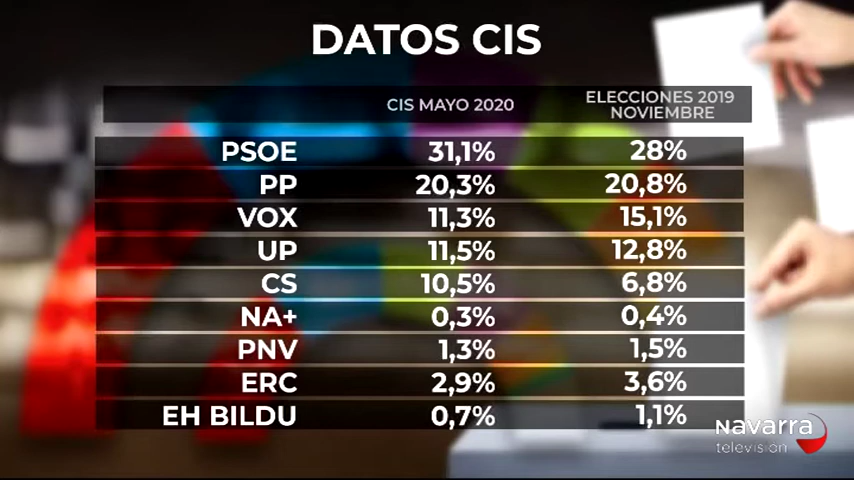 DATOS CIS
CIS MAYO 2020 ELECCIONES 2019 NOVIEMBRE
PSOE 31,1% 28%
PP 20,3% 20,8%
VOX 11,3% 15,1%
UP 11,5% 12,8%
CS 10,5% 6,8%
NA+ 0,3% 0,4%
PNV 1,3% 1,5%
ERC 2,9% 3,6%
EH BILDU 0,7% 1,1%
Navarra
televisión